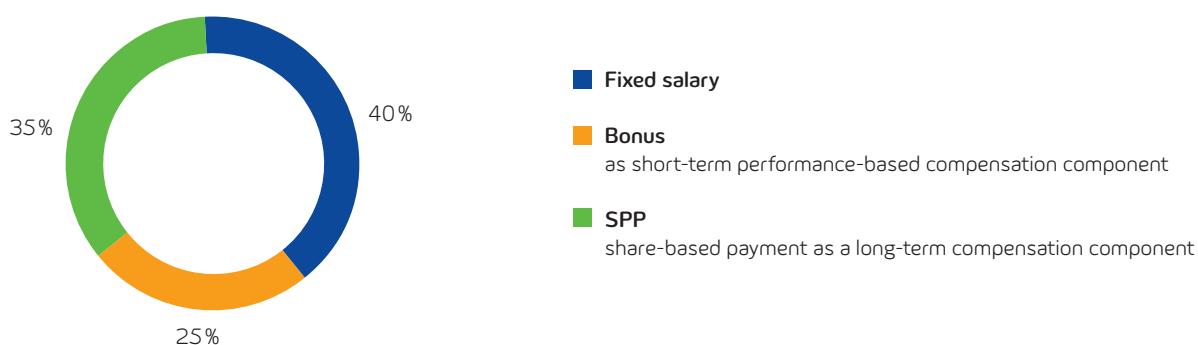 35%
40%
25%
Fixed salary
Bonus
as short-term performance-based compensation component
SPP
share-based payment as a long-term compensation component